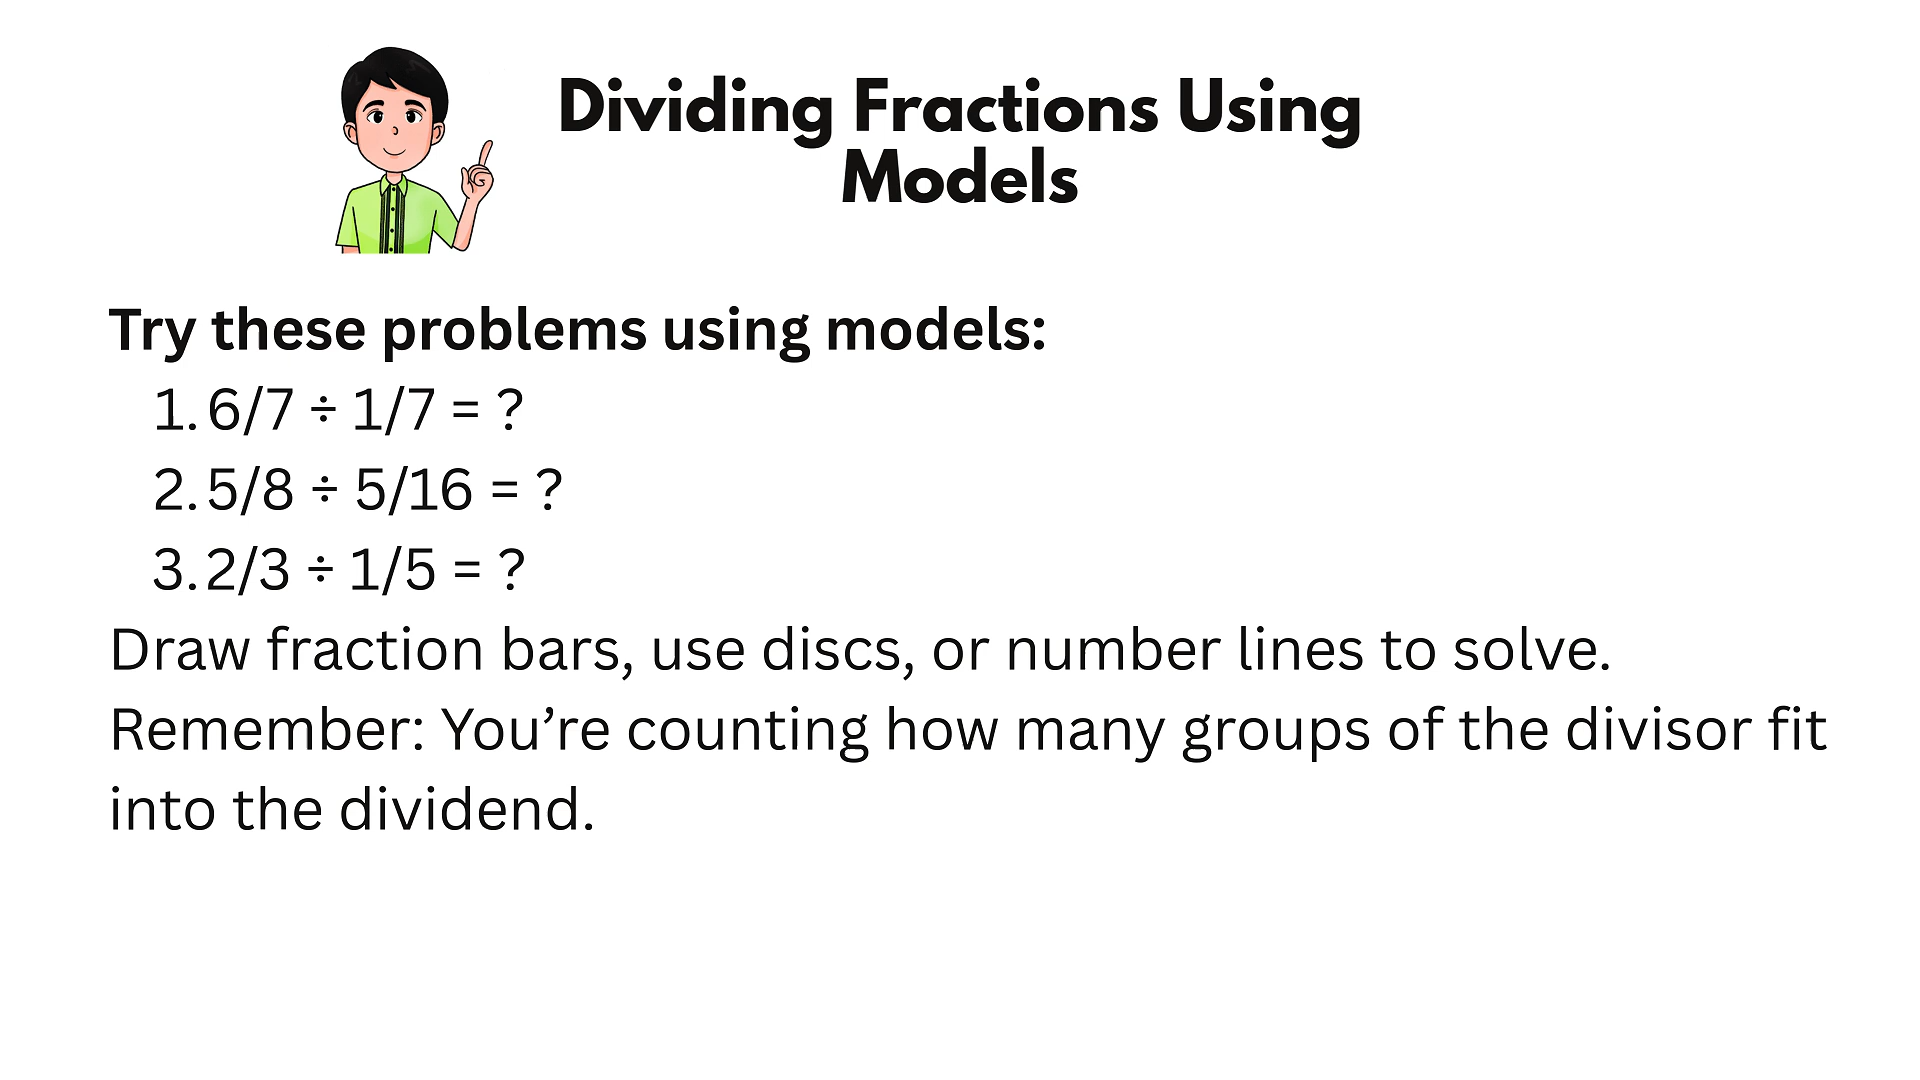 Dividing Fractions Using
Models
Try these problems using models:
1. 6/7 ÷ 1/7 = ?
2. 5/8 ÷ 5/16 = ?
3. 2/3 ÷ 1/5 = ?
Draw fraction bars, use discs, or number lines to solve.
Remember: You’re counting how many groups of the divisor fit
into the dividend.